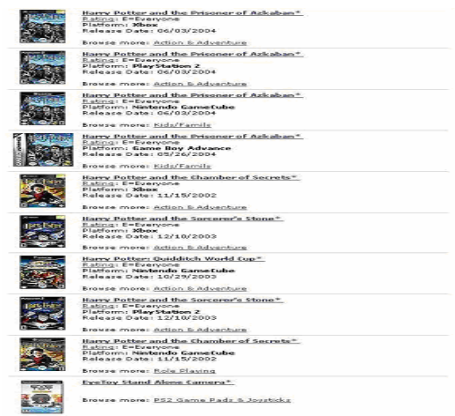 Harry Potter and the Prisoner of Azkaban*
Rating: E=Everyone
Platform: Xbox
Release Date: 06/03/2004
Browse more: Action & Adventure
Harry Potter and the Prisoner of Azkaban*
Rating: E=Everyone
Platform: PlayStation 2
Release Date: 06/03/2004
Browse more: Action & Adventure
Harry Potter and the Prisoner of Azkaban*
Rating: E=Everyone
Platform: Nintendo GameCube
Release Date: 06/03/2004
Browse more: Kids/Family
Harry Potter and the Prisoner of Azkaban*
Rating: E=Everyone
Platform: Game Boy Advance
Release Date: 05/26/2004
Browse more: Kids/Family
Harry Potter and the Chamber of Secrets*
Rating: E=Everyone
Platform: Xbox
Release Date: 11/15/2002
Browse more: Action & Adventure
Harry Potter and the Sorcerer's Stone*
Rating: E=Everyone
Platform: Xbox
Release Date: 12/10/2003
Browse more: Action & Adventure
Harry Potter: Quidditch World Cup*
Rating: E=Everyone
Platform: Nintendo GameCube
Release Date: 10/29/2003
Browse more: Action & Adventure
Harry Potter and the Sorcerer's Stone*
Rating: E=Everyone
Platform: PlayStation 2
Release Date: 12/10/2003
Browse more: Action & Adventure
Harry Potter and the Chamber of Secrets*
Rating: E=Everyone
Platform: Nintendo GameCube
Release Date: 11/15/2002
Browse more: Role Playing
EyeToy Stand Alone Camera*
Browse more: PS2 Game Pads & Joysticks